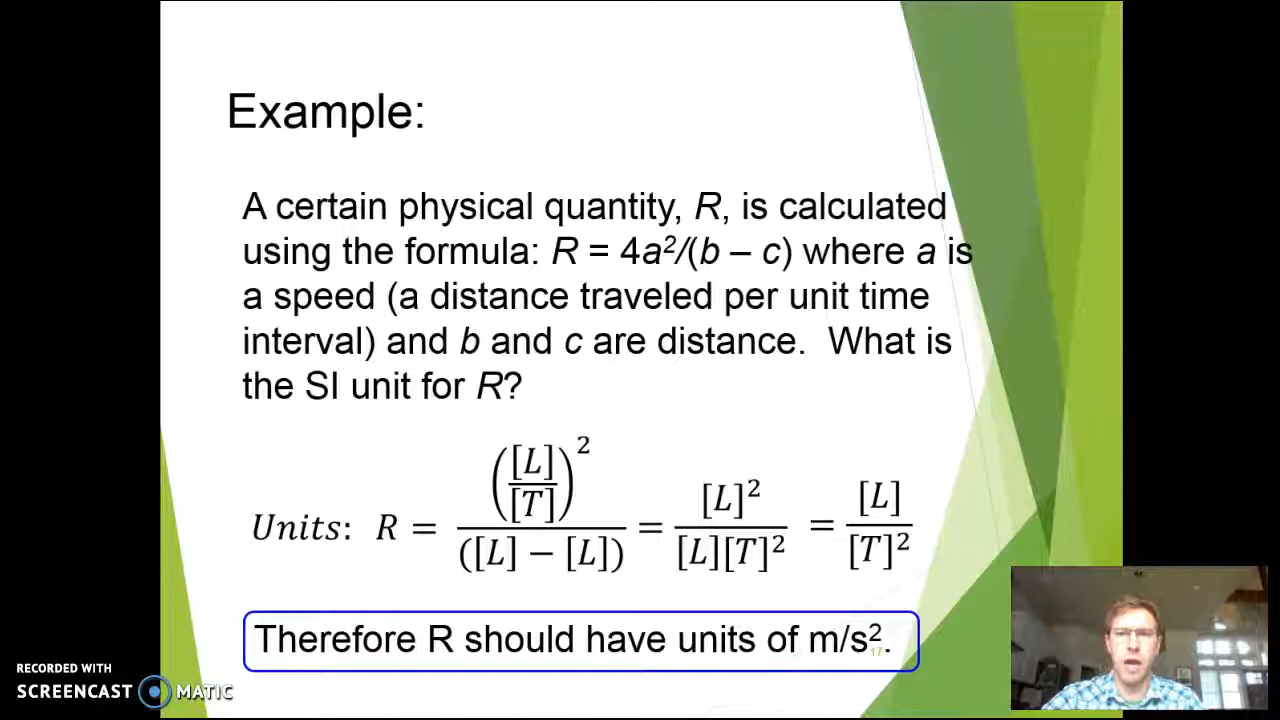 Example:
A certain physical quantity, R, is calculated
using the formula: R = 4a²/(b – c) where a is
a speed (a distance traveled per unit time
interval) and b and c are distance. What is
the SI unit for R?
Units: R = ([L]/[T])² / ([L] − [L]) = [L]² / [L][T]² = [L] / [T]²
Therefore R should have units of m/s².
17
RECORDED WITH
SCREENCAST MATIC